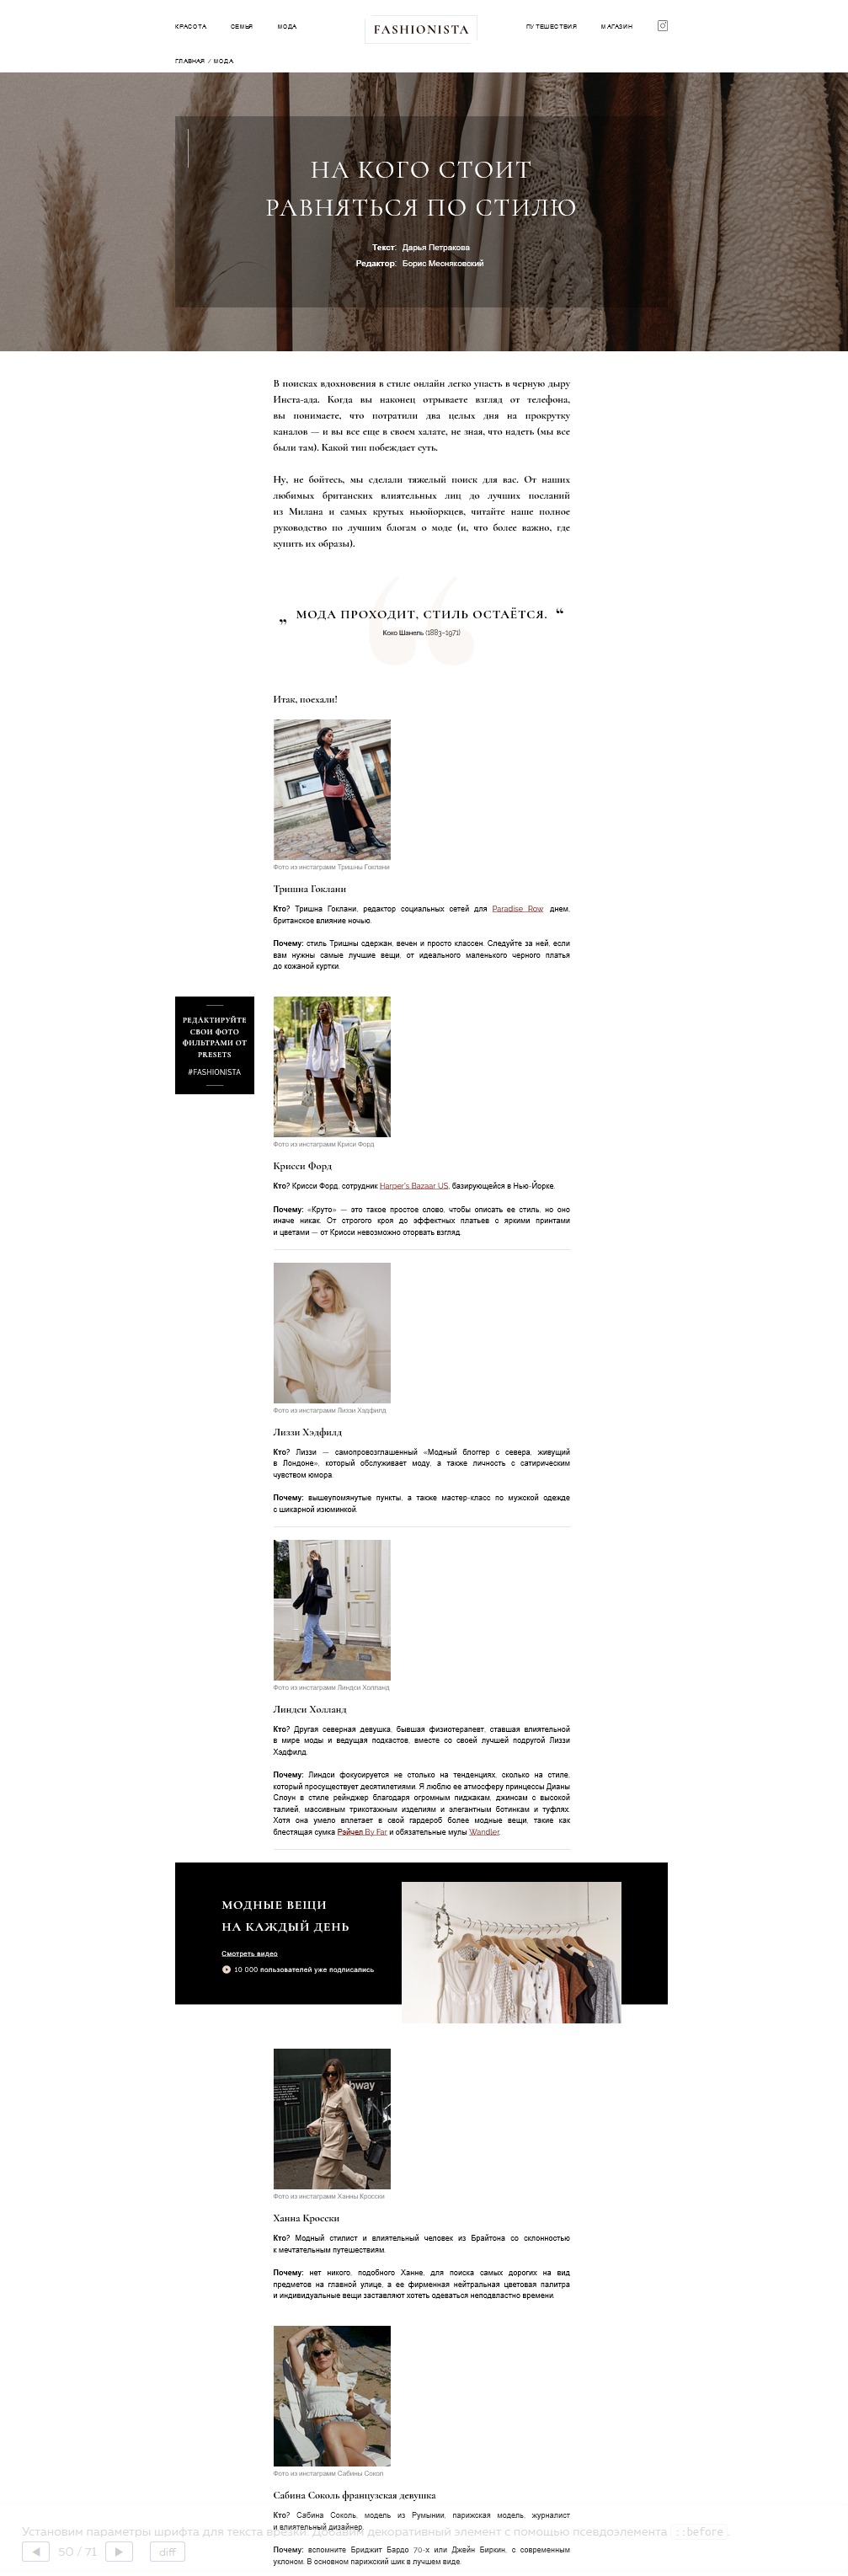 КРАСОТА СЕМЬЯ МОДА FASHIONISTA ПУТЕШЕСТВИЯ МАГАЗИН
ГЛАВНАЯ / МОДА
НА КОГО СТОИТ
РАВНЯТЬСЯ ПО СТИЛЮ
Текст: Дарья Петракова
Редактор: Борис Месняковский
В поисках вдохновения в стиле онлайн легко упасть в черную дыру
Инста-ада. Когда вы наконец отрываете взгляд от телефона,
вы понимаете, что потратили два целых дня на прокрутку
каналов — и вы все еще в своем халате, не зная, что надеть (мы все
были там). Какой тип побеждает суть.
Ну, не бойтесь, мы сделали тяжелый поиск для вас. От наших
любимых британских влиятельных лиц до лучших посланий
из Милана и самых крутых ньюйоркцев, читайте наше полное
руководство по лучшим блогам о моде (и, что более важно, где
купить их образы).
„ МОДА ПРОХОДИТ, СТИЛЬ ОСТАЁТСЯ. “
Коко Шанель (1883–1971)
Итак, поехали!
Фото из инстаграмм Тришны Гоклани
Тришна Гоклани
Кто? Тришна Гоклани, редактор социальных сетей для Paradise Row днем,
британское влияние ночью.
Почему: стиль Тришны сдержан, вечен и просто классен. Следуйте за ней, если
вам нужны самые лучшие вещи, от идеального маленького черного платья
до кожаной куртки.
РЕДАКТИРУЙТЕ
СВОИ ФОТО
ФИЛЬТРАМИ ОТ
PRESETS
#FASHIONISTA
Фото из инстаграмм Криси Форд
Крисси Форд
Кто? Крисси Форд, сотрудник Harper's Bazaar US, базирующейся в Нью-Йорке.
Почему: «Круто» — это такое простое слово, чтобы описать ее стиль, но оно
иначе никак. От строгого кроя до эффектных платьев с яркими принтами
и цветами — от Крисси невозможно оторвать взгляд.
Фото из инстаграмм Лиззи Хадфилд
Лиззи Хэдфилд
Кто? Лиззи — самопровозглашенный «Модный блоггер с севера, живущий
в Лондоне», который обслуживает моду, а также личность с сатирическим
чувством юмора.
Почему: вышеупомянутые пункты, а также мастер-класс по мужской одежде
с шикарной изюминкой.
Фото из инстаграмм Линдси Холланд
Линдси Холланд
Кто? Другая северная девушка, бывшая физиотерапевт, ставшая влиятельной
в мире моды и ведущая подкастов, вместе со своей лучшей подругой Лиззи
Хэдфилд.
Почему: Линдси фокусируется не столько на тенденциях, сколько на стиле,
который просуществует десятилетиями. Я люблю ее атмосферу принцессы Дианы
Слоун в стиле рейнджер благодаря огромным пиджакам, джинсам с высокой
талией, массивным трикотажным изделиям и элегантным ботинкам и туфлях.
Хотя она умело вплетает в свой гардероб более модные вещи, такие как
блестящая сумка Рэйчел By Far и обязательные мулы Wandler.
МОДНЫЕ ВЕЩИ
НА КАЖДЫЙ ДЕНЬ
Смотреть видео
10 000 пользователей уже подписались
Фото из инстаграмм Ханны Кросски
Ханна Кросски
Кто? Модный стилист и влиятельный человек из Брайтона со склонностью
к мечтательным путешествиям.
Почему: нет никого, подобного Ханне, для поиска самых дорогих на вид
предметов на главной улице, а ее фирменная нейтральная цветовая палитра
и индивидуальные вещи заставляют хотеть одеваться неподвластно времени.
Фото из инстаграмм Сабины Сокол
Сабина Соколь французская девушка
Кто? Сабина Соколь, модель из Румынии, парижская модель, журналист
и влиятельный дизайнер.
Установим параметры шрифта для текста врезки. Добавим декоративный элемент с помощью псевдоэлемента ::before .
50 / 71 diff
Почему: вспомните Бриджит Бардо 70-х или Джейн Биркин, с современным
уклоном. В основном парижский шик в лучшем виде.